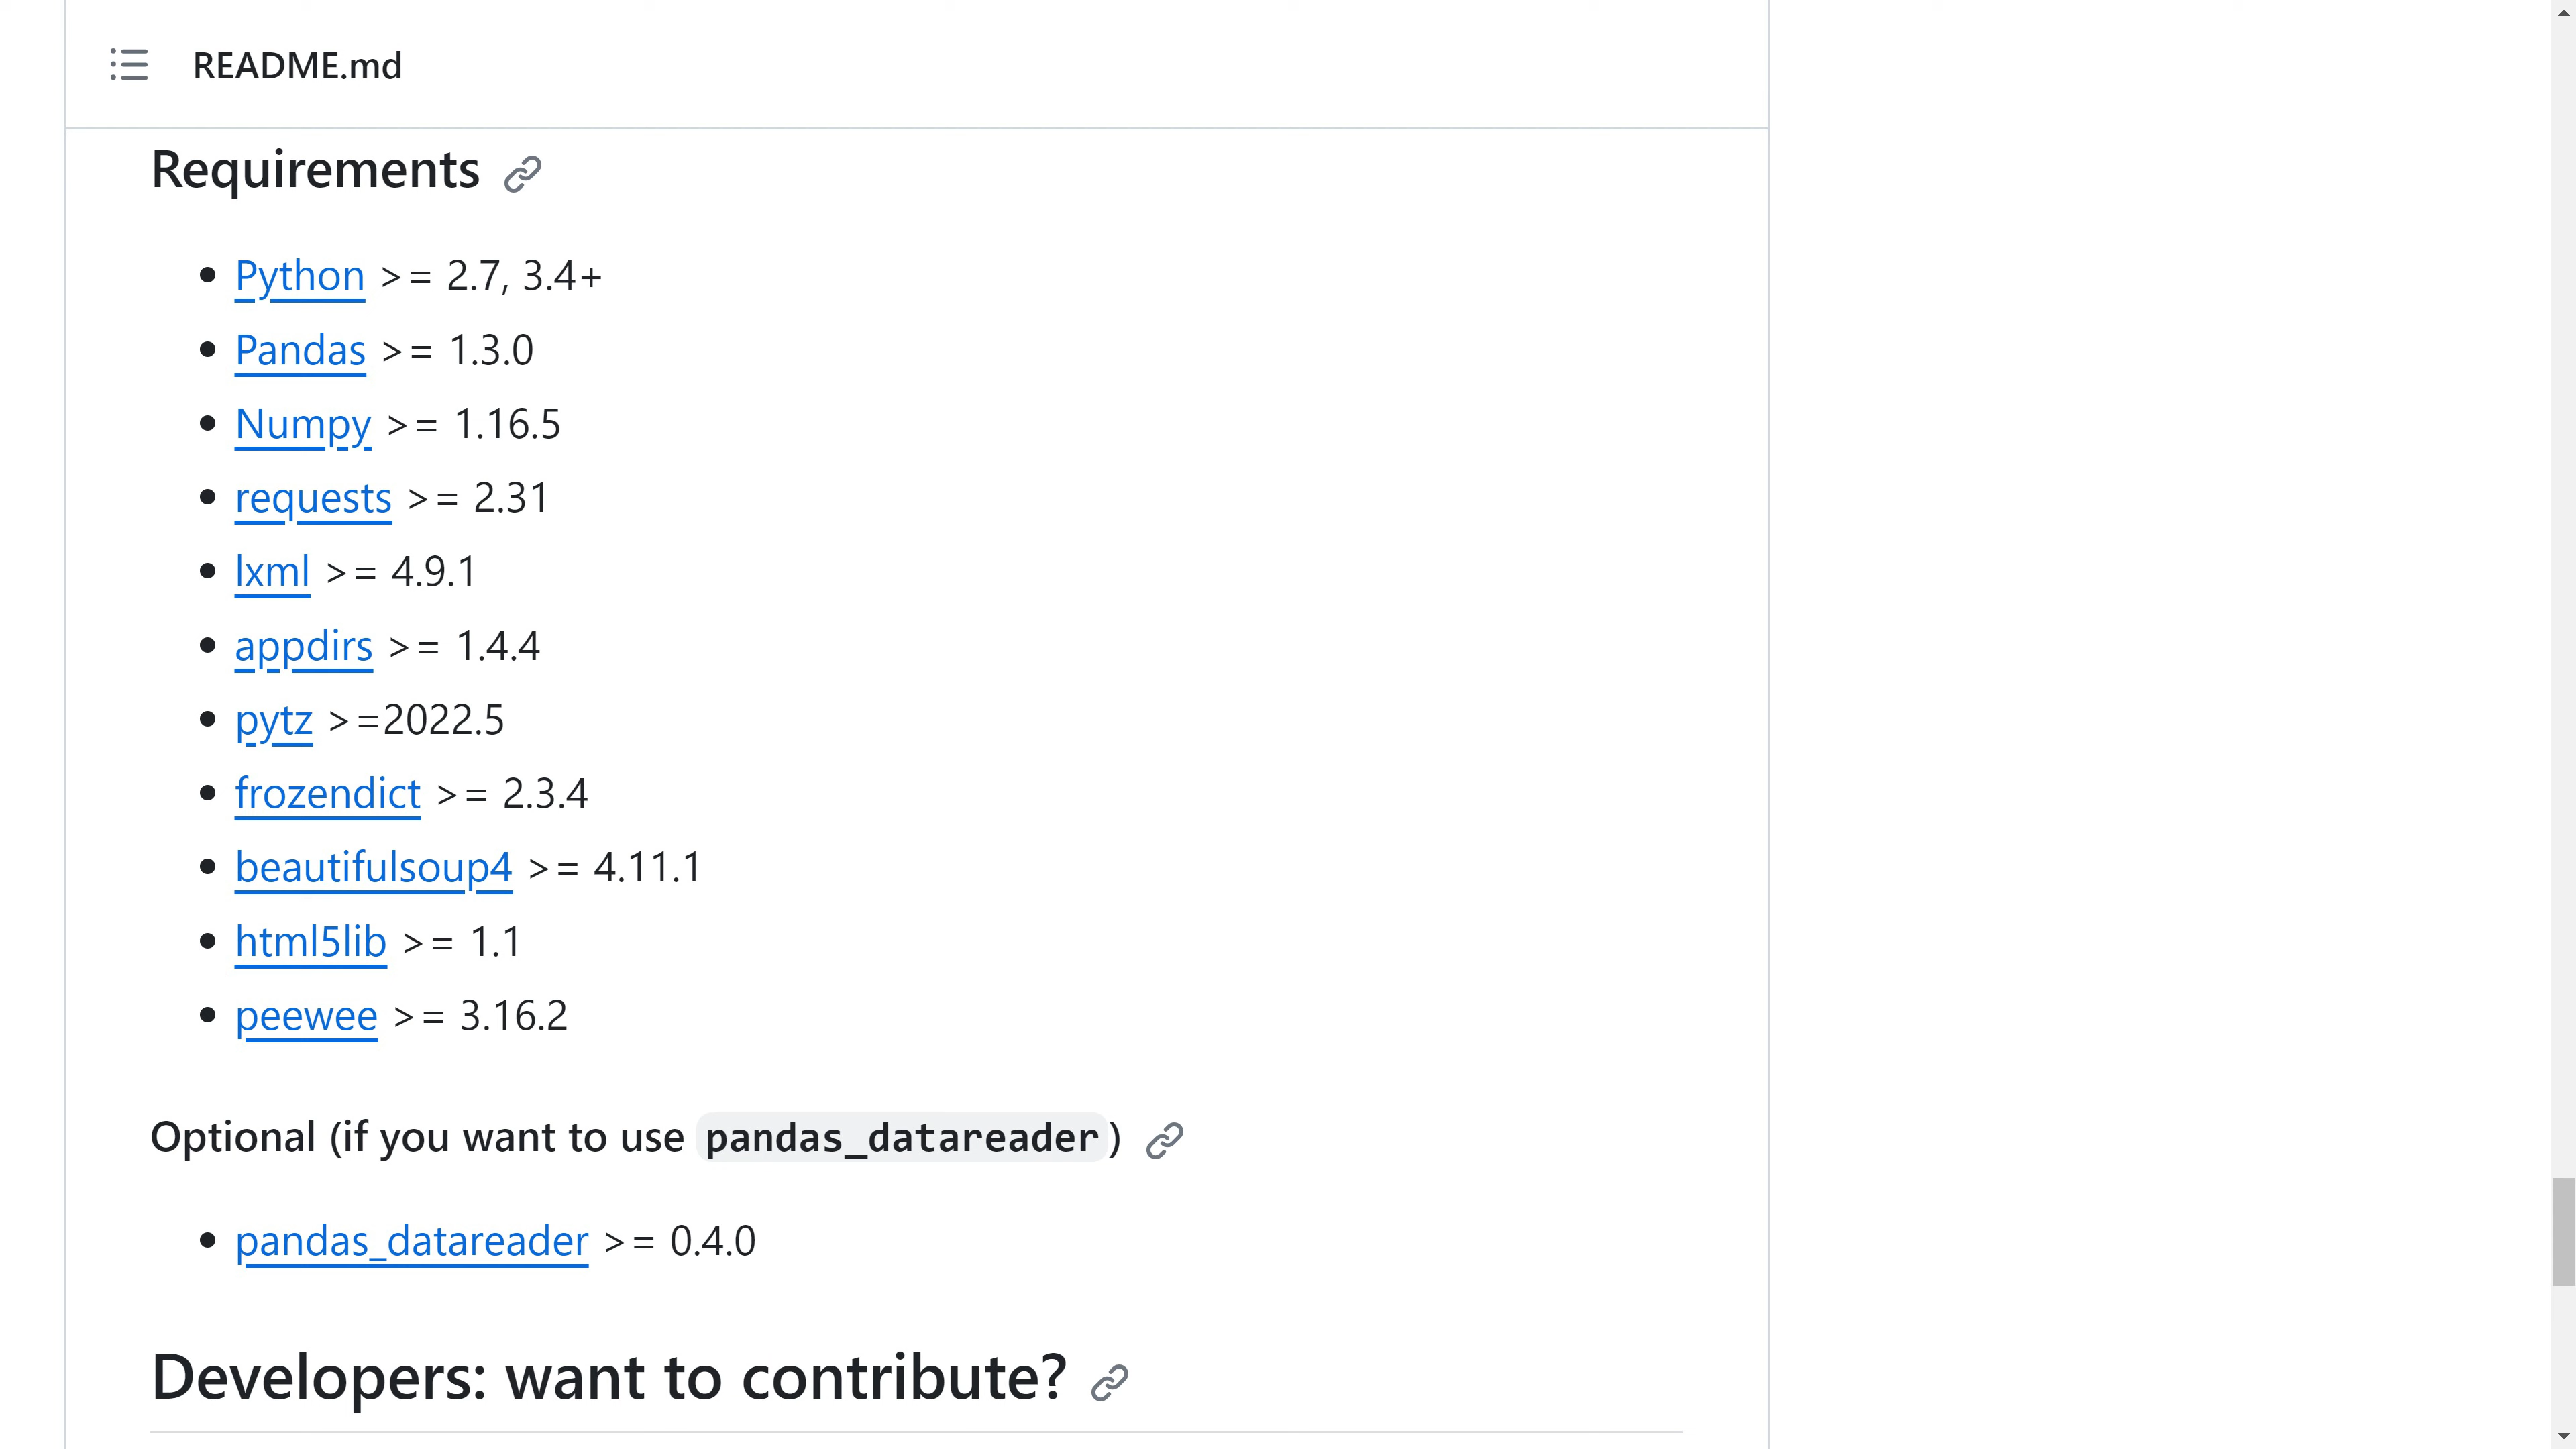 README.md
Requirements
Python >= 2.7, 3.4+
Pandas >= 1.3.0
Numpy >= 1.16.5
requests >= 2.31
lxml >= 4.9.1
appdirs >= 1.4.4
pytz >=2022.5
frozendict >= 2.3.4
beautifulsoup4 >= 4.11.1
html5lib >= 1.1
peewee >= 3.16.2
Optional (if you want to use pandas_datareader)
pandas_datareader >= 0.4.0
Developers: want to contribute?